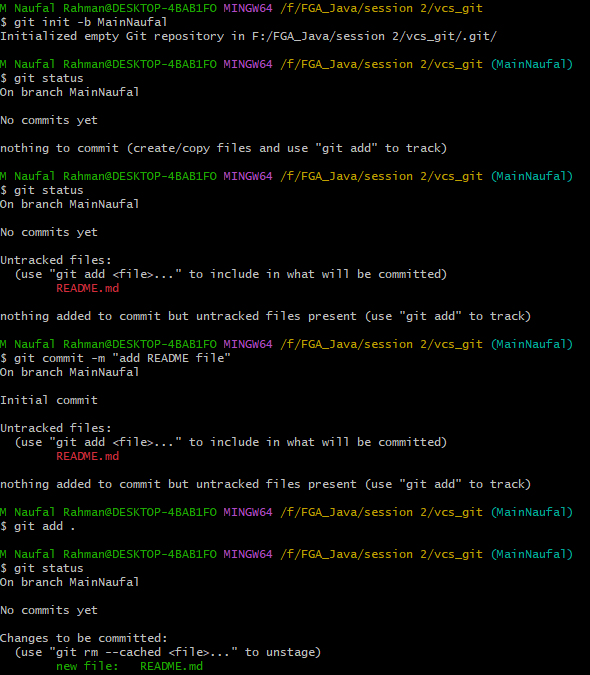 M Naufal Rahman@DESKTOP-4BAB1FO MINGW64 /f/FGA_Java/session 2/vcs_git
$ git init -b MainNaufal
Initialized empty Git repository in F:/FGA_Java/session 2/vcs_git/.git/

M Naufal Rahman@DESKTOP-4BAB1FO MINGW64 /f/FGA_Java/session 2/vcs_git (MainNaufal)
$ git status
On branch MainNaufal

No commits yet

nothing to commit (create/copy files and use "git add" to track)

M Naufal Rahman@DESKTOP-4BAB1FO MINGW64 /f/FGA_Java/session 2/vcs_git (MainNaufal)
$ git status
On branch MainNaufal

No commits yet

Untracked files:
  (use "git add <file>..." to include in what will be committed)
        README.md

nothing added to commit but untracked files present (use "git add" to track)

M Naufal Rahman@DESKTOP-4BAB1FO MINGW64 /f/FGA_Java/session 2/vcs_git (MainNaufal)
$ git commit -m "add README file"
On branch MainNaufal

Initial commit

Untracked files:
  (use "git add <file>..." to include in what will be committed)
        README.md

nothing added to commit but untracked files present (use "git add" to track)

M Naufal Rahman@DESKTOP-4BAB1FO MINGW64 /f/FGA_Java/session 2/vcs_git (MainNaufal)
$ git add .

M Naufal Rahman@DESKTOP-4BAB1FO MINGW64 /f/FGA_Java/session 2/vcs_git (MainNaufal)
$ git status
On branch MainNaufal

No commits yet

Changes to be committed:
  (use "git rm --cached <file>..." to unstage)
        new file:   README.md